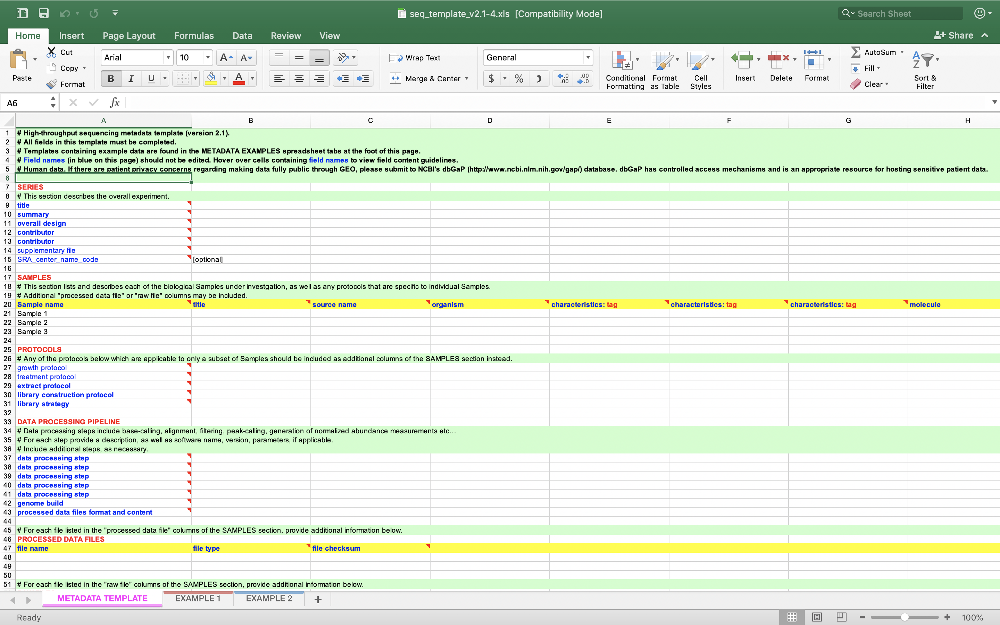 seq_template_v2.1-4.xls [Compatibility Mode]
Search Sheet
Home Insert Page Layout Formulas Data Review View
Share
Paste
Cut
Copy
Format
Arial 10
Wrap Text
Merge & Center
General
Conditional Formatting
Format as Table
Cell Styles
Insert
Delete
Format
AutoSum
Fill
Clear
Sort & Filter
A6 fx
A B C D E F G H
1 # High-throughput sequencing metadata template (version 2.1).
2 # All fields in this template must be completed.
3 # Templates containing example data are found in the METADATA EXAMPLES spreadsheet tabs at the foot of this page.
4 # Field names (in blue on this page) should not be edited. Hover over cells containing field names to view field content guidelines.
5 # Human data. If there are patient privacy concerns regarding making data fully public through GEO, please submit to NCBI's dbGaP (http://www.ncbi.nlm.nih.gov/gap/) database. dbGaP has controlled access mechanisms and is an appropriate resource for hosting sensitive patient data.
6
7 SERIES
8 # This section describes the overall experiment.
9 title
10 summary
11 overall design
12 contributor
13 contributor
14 supplementary file
15 SRA_center_name_code [optional]
16
17 SAMPLES
18 # This section lists and describes each of the biological Samples under investgation, as well as any protocols that are specific to individual Samples.
19 # Additional "processed data file" or "raw file" columns may be included.
20 Sample name title source name organism characteristics: tag characteristics: tag characteristics: tag molecule
21 Sample 1
22 Sample 2
23 Sample 3
24
25 PROTOCOLS
26 # Any of the protocols below which are applicable to only a subset of Samples should be included as additional columns of the SAMPLES section instead.
27 growth protocol
28 treatment protocol
29 extract protocol
30 library construction protocol
31 library strategy
32
33 DATA PROCESSING PIPELINE
34 # Data processing steps include base-calling, alignment, filtering, peak-calling, generation of normalized abundance measurements etc…
35 # For each step provide a description, as well as software name, version, parameters, if applicable.
36 # Include additional steps, as necessary.
37 data processing step
38 data processing step
39 data processing step
40 data processing step
41 data processing step
42 genome build
43 processed data files format and content
44
45 # For each file listed in the "processed data file" columns of the SAMPLES section, provide additional information below.
46 PROCESSED DATA FILES
47 file name file type file checksum
48
49
50
51 # For each file listed in the "raw file" columns of the SAMPLES section, provide additional information below.
METADATA TEMPLATE EXAMPLE 1 EXAMPLE 2 +
Ready
100%